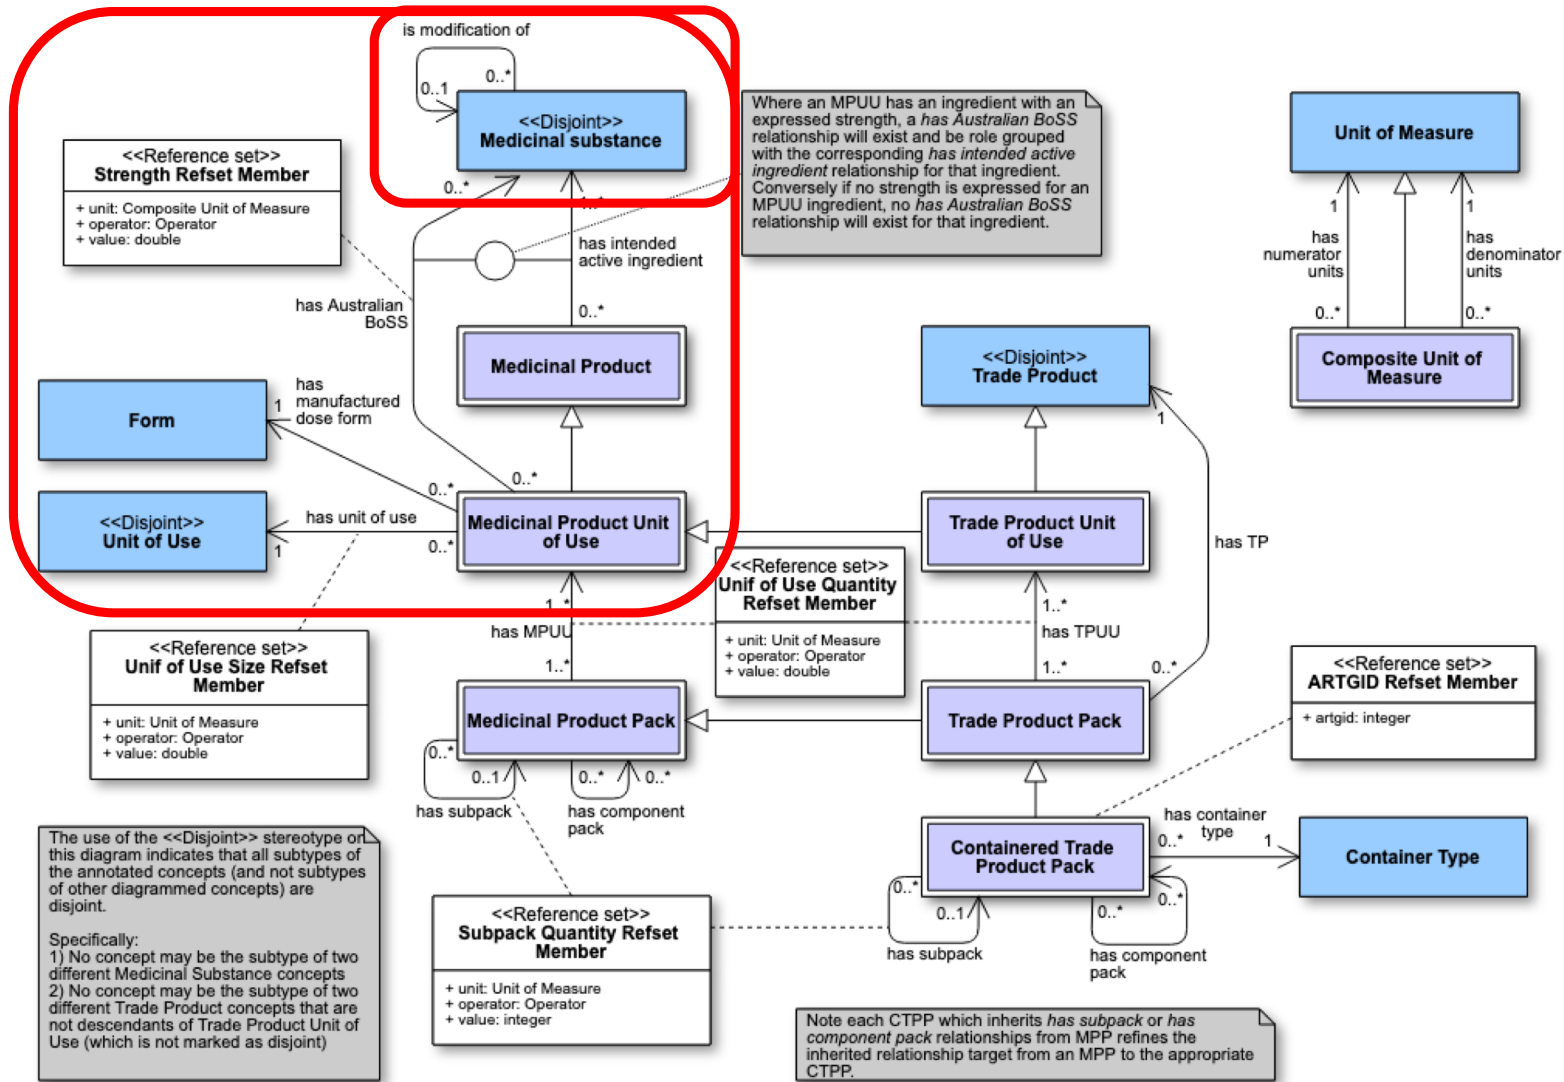 is modification of
0..*
0..1
<<Disjoint>>
Medicinal substance
0..*
1..*
<<Reference set>>
Strength Refset Member
+ unit: Composite Unit of Measure
+ operator: Operator
+ value: double
Where an MPUU has an ingredient with an
expressed strength, a has Australian BoSS
relationship will exist and be role grouped
with the corresponding has intended active
ingredient relationship for that ingredient.
Conversely if no strength is expressed for an
MPUU ingredient, no has Australian BoSS
relationship will exist for that ingredient.
Unit of Measure
1
1
has
numerator
units
has
denominator
units
0..*
0..*
Composite Unit of
Measure
has intended
active ingredient
has Australian
BoSS
0..*
Medicinal Product
<<Disjoint>>
Trade Product
1
Form
1
has
manufactured
dose form
0..*
0..*
<<Disjoint>>
Unit of Use
has unit of use
1
0..*
Medicinal Product Unit
of Use
Trade Product Unit
of Use
has TP
<<Reference set>>
Unif of Use Quantity
Refset Member
+ unit: Unit of Measure
+ operator: Operator
+ value: double
1..*
has MPUU
1..*
1..*
has TPUU
1..*
0..*
<<Reference set>>
Unif of Use Size Refset
Member
+ unit: Unit of Measure
+ operator: Operator
+ value: double
<<Reference set>>
ARTGID Refset Member
+ artgid: integer
Medicinal Product Pack
Trade Product Pack
0..*
0..1
0..*
0..*
has subpack
has component
pack
has container
type
0..*
1
Containered Trade
Product Pack
Container Type
0..*
0..1
0..*
0..*
has subpack
has component
pack
The use of the <<Disjoint>> stereotype on
this diagram indicates that all subtypes of
the annotated concepts (and not subtypes
of other diagrammed concepts) are
disjoint.
Specifically:
1) No concept may be the subtype of two
different Medicinal Substance concepts
2) No concept may be the subtype of two
different Trade Product concepts that are
not descendants of Trade Product Unit of
Use (which is not marked as disjoint)
<<Reference set>>
Subpack Quantity Refset
Member
+ unit: Unit of Measure
+ operator: Operator
+ value: integer
Note each CTPP which inherits has subpack or has
component pack relationships from MPP refines the
inherited relationship target from an MPP to the appropriate
CTPP.